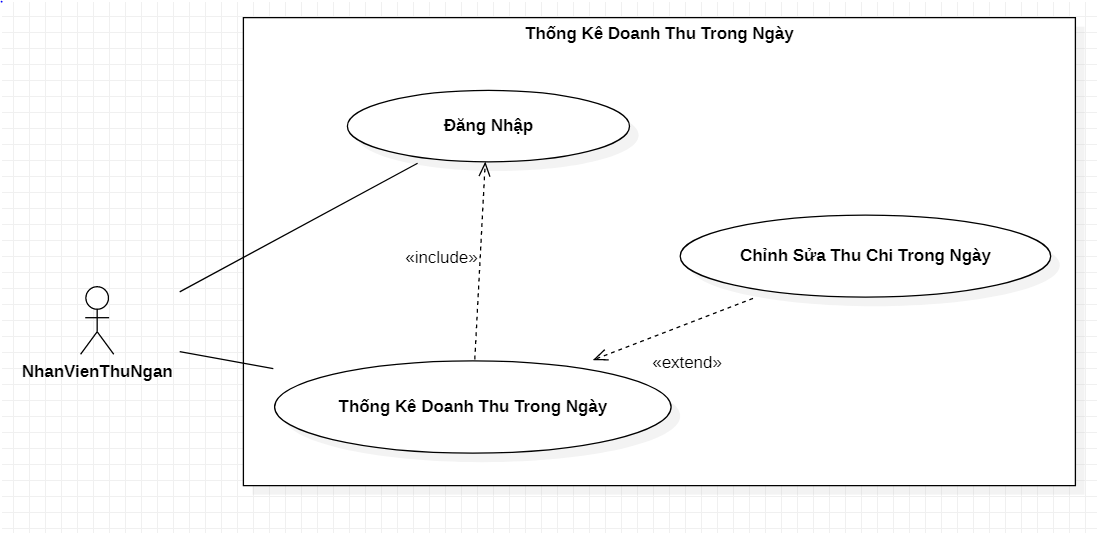 Thống Kê Doanh Thu Trong Ngày
Đăng Nhập
«include»
Chỉnh Sửa Thu Chi Trong Ngày
«extend»
NhanVienThuNgan
Thống Kê Doanh Thu Trong Ngày